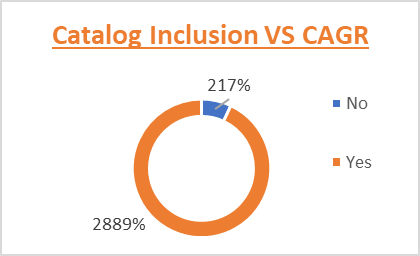 Catalog Inclusion VS CAGR
217%
No
Yes
2889%